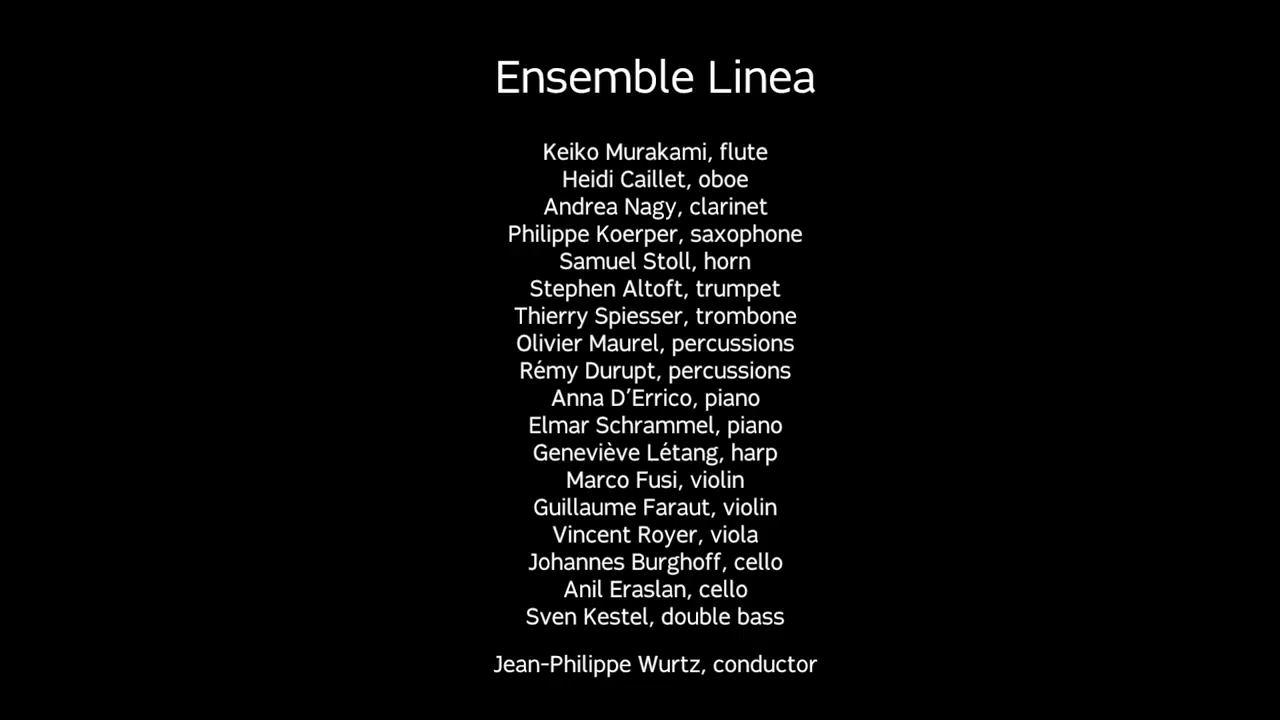 Ensemble Linea
Keiko Murakami, flute
Heidi Caillet, oboe
Andrea Nagy, clarinet
Philippe Koerper, saxophone
Samuel Stoll, horn
Stephen Altoft, trumpet
Thierry Spiesser, trombone
Olivier Maurel, percussions
Rémy Durupt, percussions
Anna D’Errico, piano
Elmar Schrammel, piano
Geneviève Létang, harp
Marco Fusi, violin
Guillaume Faraut, violin
Vincent Royer, viola
Johannes Burghoff, cello
Anil Eraslan, cello
Sven Kestel, double bass
Jean-Philippe Wurtz, conductor